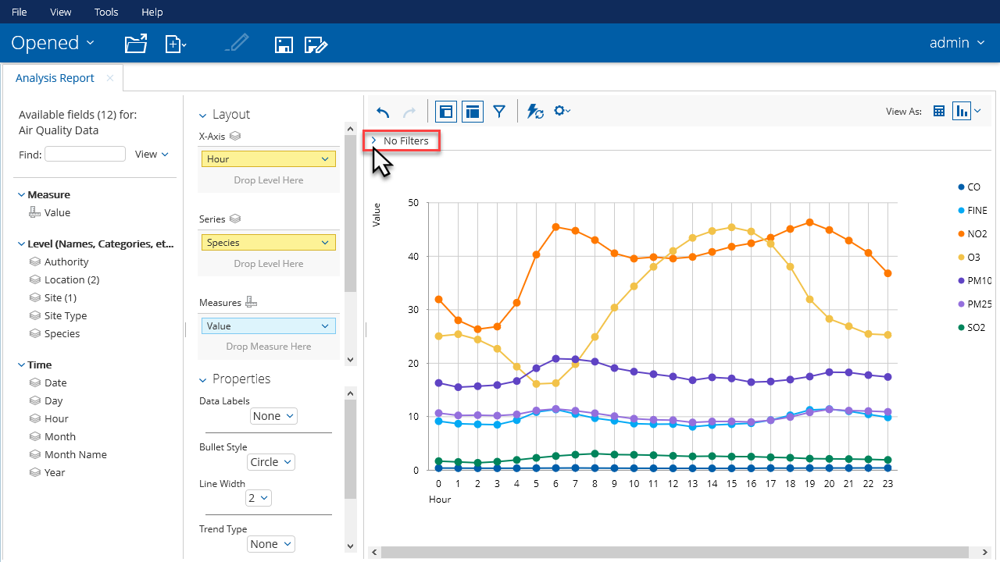 File View Tools Help
Opened admin
Analysis Report
Available fields (12) for:
Air Quality Data
Find: View
Measure
Value
Level (Names, Categories, et...
Authority
Location (2)
Site (1)
Site Type
Species
Time
Date
Day
Hour
Month
Month Name
Year
Layout
X-Axis
Hour
Drop Level Here
Series
Species
Drop Level Here
Measures
Value
Drop Measure Here
Properties
Data Labels
None
Bullet Style
Circle
Line Width
2
Trend Type
None
View As:
No Filters
Value
50
40
30
20
10
0
0 1 2 3 4 5 6 7 8 9 10 11 12 13 14 15 16 17 18 19 20 21 22 23
Hour
CO
FINE
NO2
O3
PM10
PM25
SO2